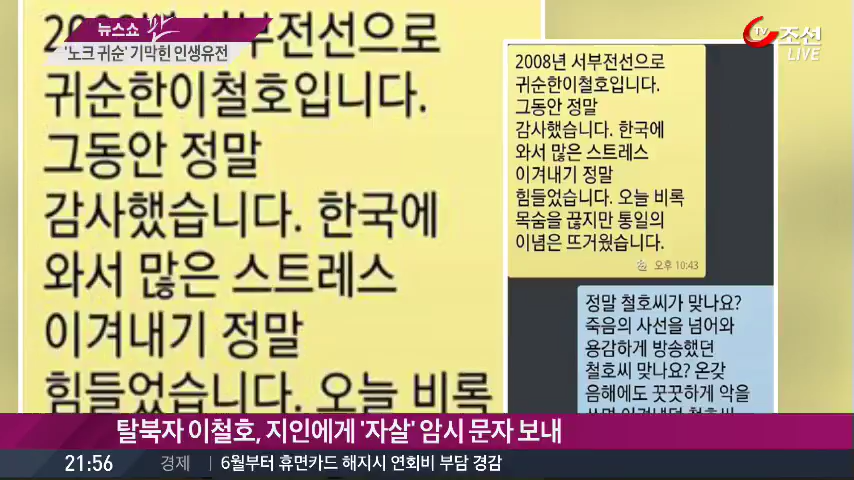 뉴스쇼 판
'노크 귀순' 기막힌 인생유전
TV조선
LIVE
서부전선으로
귀순한이철호입니다.
그동안 정말
감사했습니다. 한국에
와서 많은 스트레스
이겨내기 정말
힘들었습니다. 오늘 비록
2008년 서부전선으로
귀순한이철호입니다.
그동안 정말
감사했습니다. 한국에
와서 많은 스트레스
이겨내기 정말
힘들었습니다. 오늘 비록
목숨을 끊지만 통일의
이념은 뜨거웠습니다.
오후 10:43
정말 철호씨가 맞나요?
죽음의 사선을 넘어와
용감하게 방송했던
철호씨 맞나요? 온갖
음해에도 꿋꿋하게 악을
탈북자 이철호, 지인에게 '자살' 암시 문자 보내
21:56 경제 6월부터 휴면카드 해지시 연회비 부담 경감